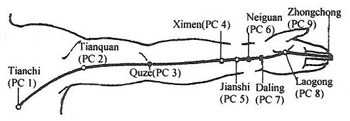 Zhongchong
(PC 9)
Neiguan
(PC 6)
Ximen(PC 4)
Tianquan
(PC 2)
Tianchi
(PC 1)
Quze(PC 3)
Jianshi
(PC 5)
Daling
(PC 7)
Laogong
(PC 8)